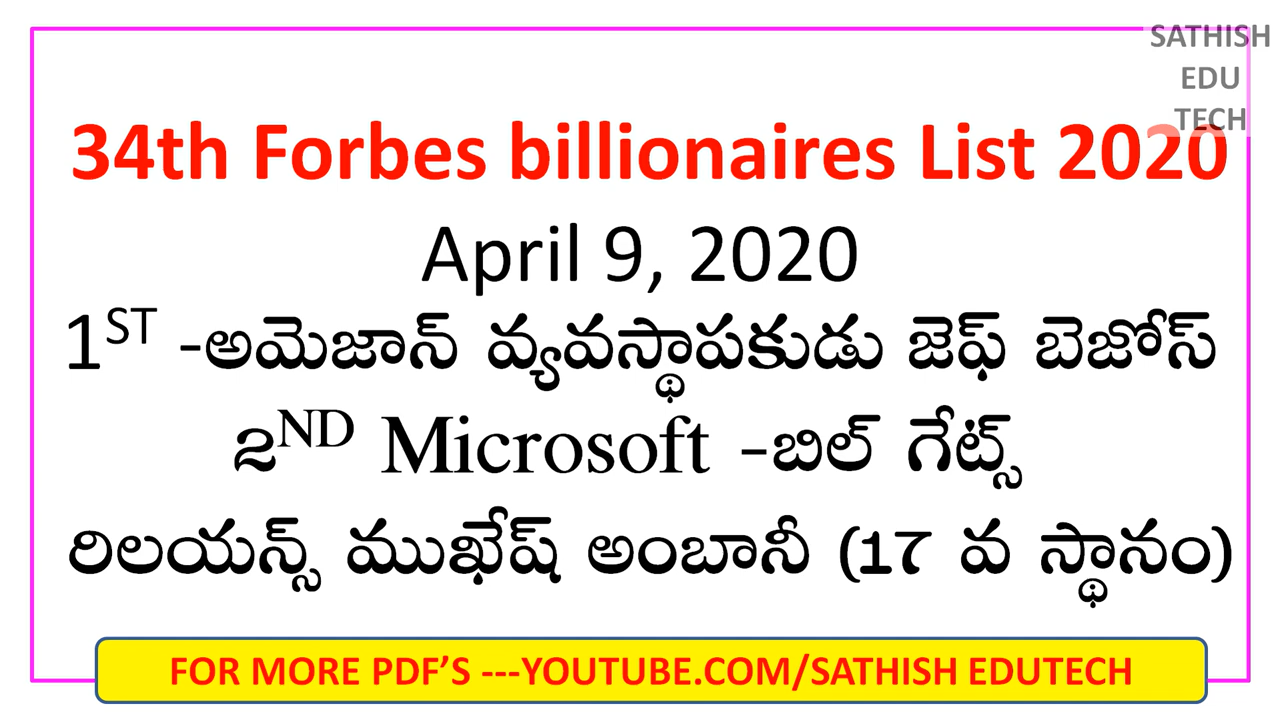 SATHISH
EDU
TECH
34th Forbes billionaires List 2020
April 9, 2020
1ST -అమెజాన్ వ్యవస్థాపకుడు జెఫ్ బెజోస్
2ND Microsoft -బిల్ గేట్స్
రిలయన్స్ ముఖేష్ అంబానీ (17 వ స్థానం)
FOR MORE PDF’S ---YOUTUBE.COM/SATHISH EDUTECH